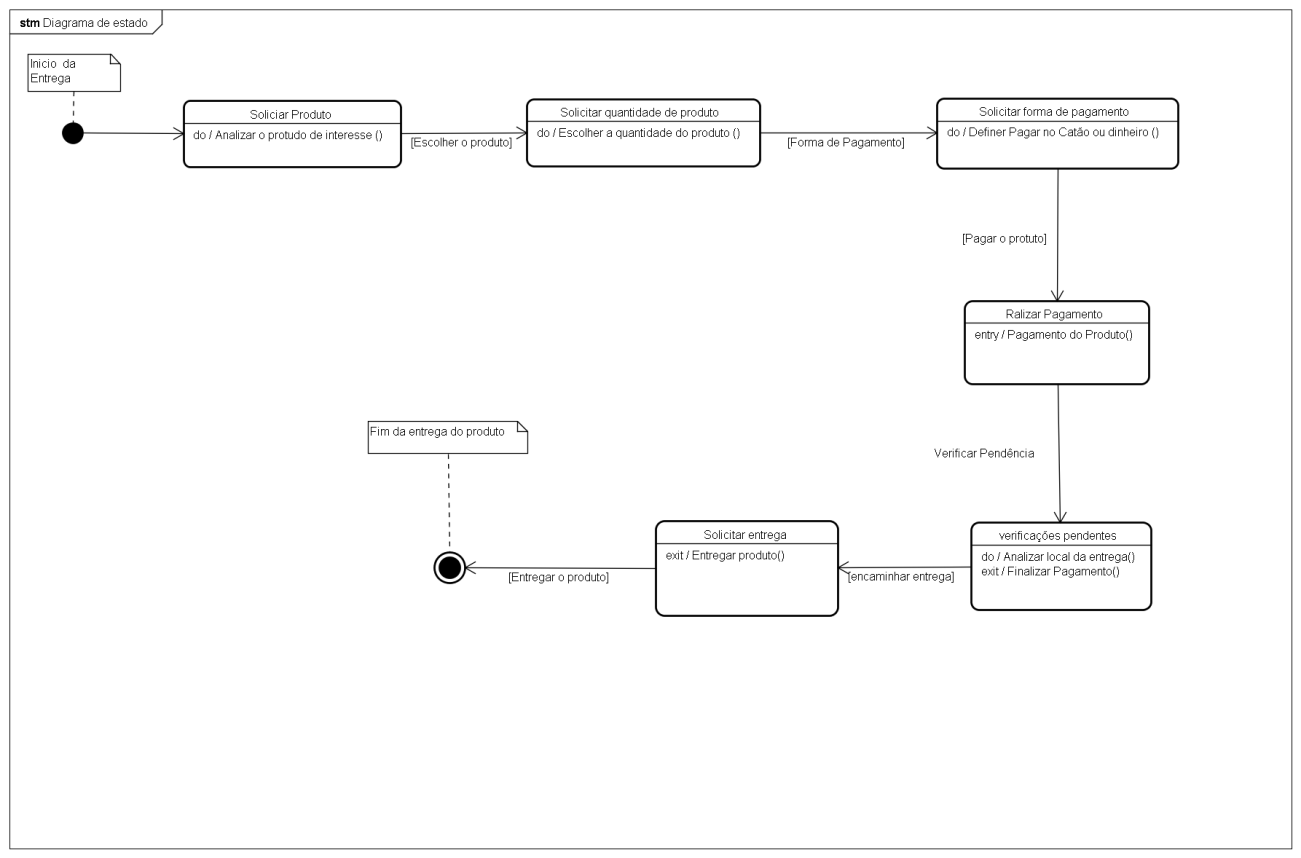 stm Diagrama de estado
Inicio da
Entrega
Soliciar Produto
do / Analizar o protudo de interesse ()
[Escolher o produto]
Solicitar quantidade de produto
do / Escolher a quantidade do produto ()
[Forma de Pagamento]
Solicitar forma de pagamento
do / Definer Pagar no Catão ou dinheiro ()
[Pagar o protuto]
Ralizar Pagamento
entry / Pagamento do Produto()
Verificar Pendência
verificações pendentes
do / Analizar local da entrega()
exit / Finalizar Pagamento()
[encaminhar entrega]
Solicitar entrega
exit / Entregar produto()
[Entregar o produto]
Fim da entrega do produto